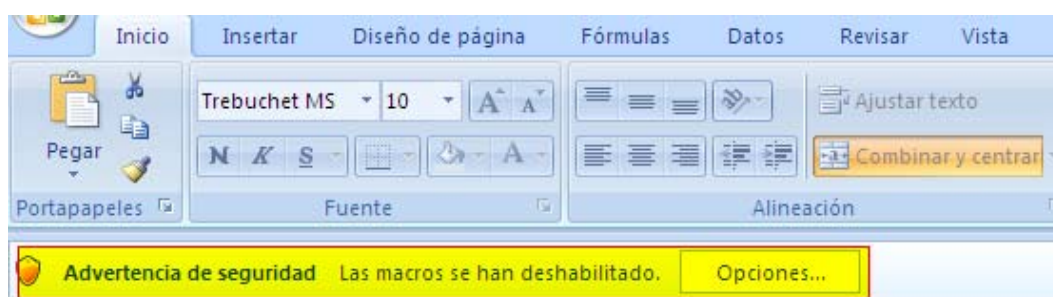 Inicio Insertar Diseño de página Fórmulas Datos Revisar Vista
Trebuchet MS 10 A A
Ajustar texto
Pegar
N K S A
Combinar y centrar
Portapapeles Fuente Alineación
Advertencia de seguridad Las macros se han deshabilitado. Opciones...